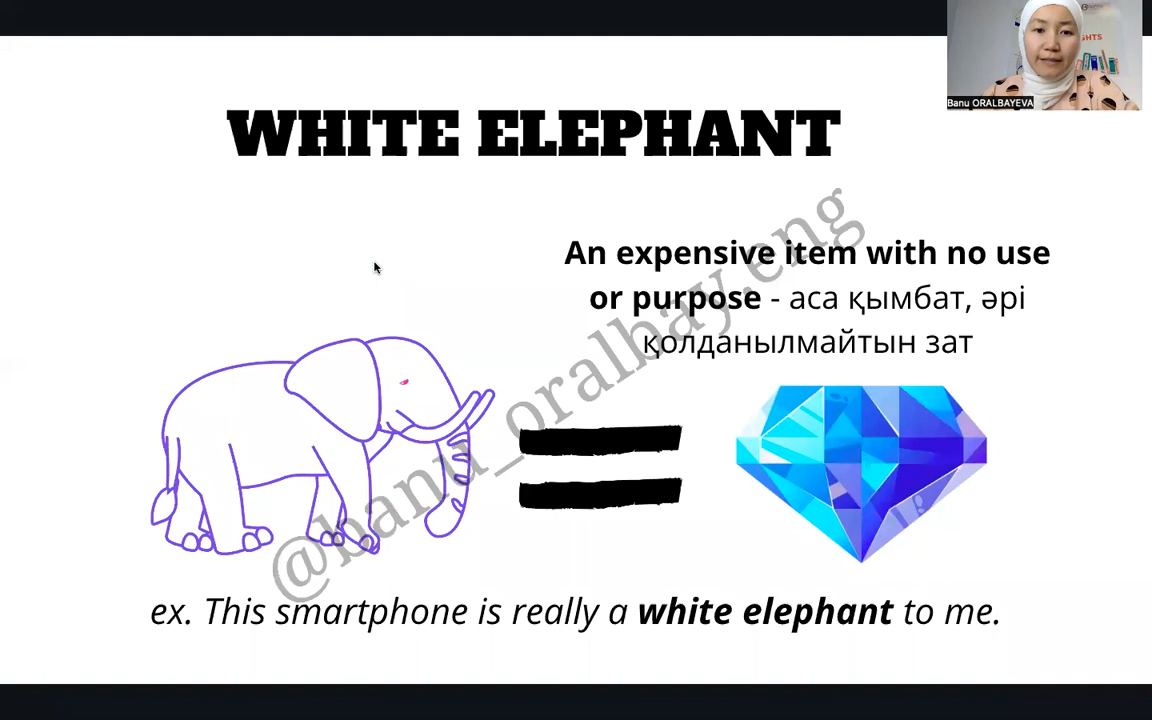 GHTS
Banu ORALBAYEVA
WHITE ELEPHANT
An expensive item with no use
or purpose - аса қымбат, әрі
қолданылмайтын зат
@banu_oralbay.eng
ex. This smartphone is really a white elephant to me.